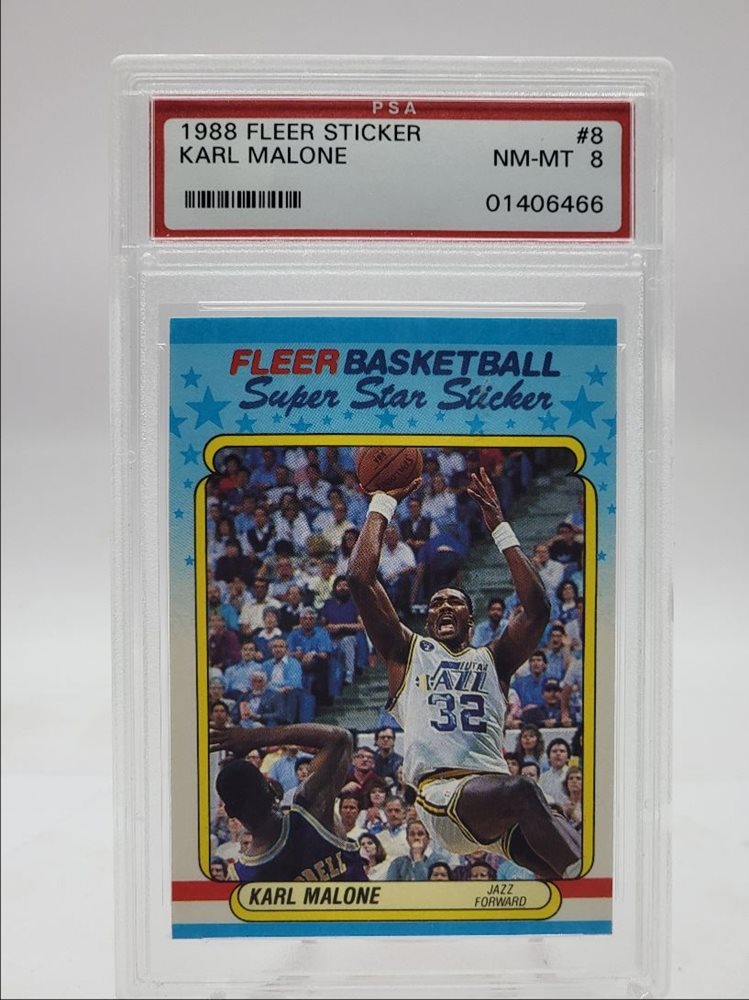 PSA
1988 FLEER STICKER #8
KARL MALONE NM-MT 8
01406466
FLEER BASKETBALL
Super Star Sticker
UTAH
JAZZ
32
KARL MALONE
JAZZ
FORWARD